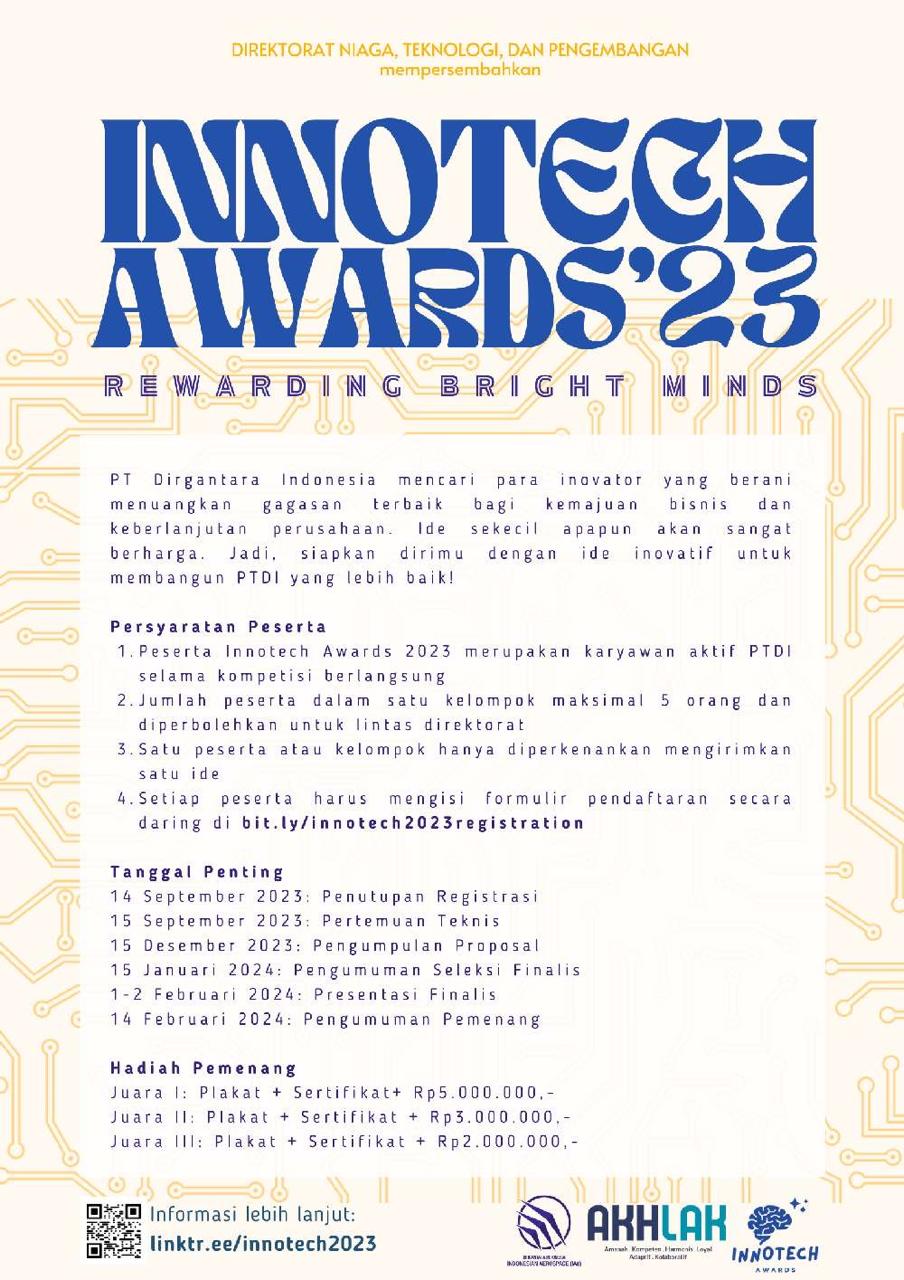 DIREKTORAT NIAGA, TEKNOLOGI, DAN PENGEMBANGAN
mempersembahkan
INNOTECH
AWARDS'23
REWARDING BRIGHT MINDS
PT Dirgantara Indonesia mencari para inovator yang berani
menuangkan gagasan terbaik bagi kemajuan bisnis dan
keberlanjutan perusahaan. Ide sekecil apapun akan sangat
berharga. Jadi, siapkan dirimu dengan ide inovatif untuk
membangun PTDI yang lebih baik!
Persyaratan Peserta
1. Peserta Innotech Awards 2023 merupakan karyawan aktif PTDI
selama kompetisi berlangsung
2. Jumlah peserta dalam satu kelompok maksimal 5 orang dan
diperbolehkan untuk lintas direktorat
3. Satu peserta atau kelompok hanya diperkenankan mengirimkan
satu ide
4. Setiap peserta harus mengisi formulir pendaftaran secara
daring di bit.ly/innotech2023registration
Tanggal Penting
14 September 2023: Penutupan Registrasi
15 September 2023: Pertemuan Teknis
15 Desember 2023: Pengumpulan Proposal
15 Januari 2024: Pengumuman Seleksi Finalis
1-2 Februari 2024: Presentasi Finalis
14 Februari 2024: Pengumuman Pemenang
Hadiah Pemenang
Juara I: Plakat + Sertifikat+ Rp5.000.000,-
Juara II: Plakat + Sertifikat + Rp3.000.000,-
Juara III: Plakat + Sertifikat + Rp2.000.000,-
Informasi lebih lanjut:
linktr.ee/innotech2023
INDONESIAN AEROSPACE (IAe)
AKHLAK
Amanah . Kompeten . Harmonis . Loyal
Adaptif . Kolaboratif
INNOTECH
AWARDS